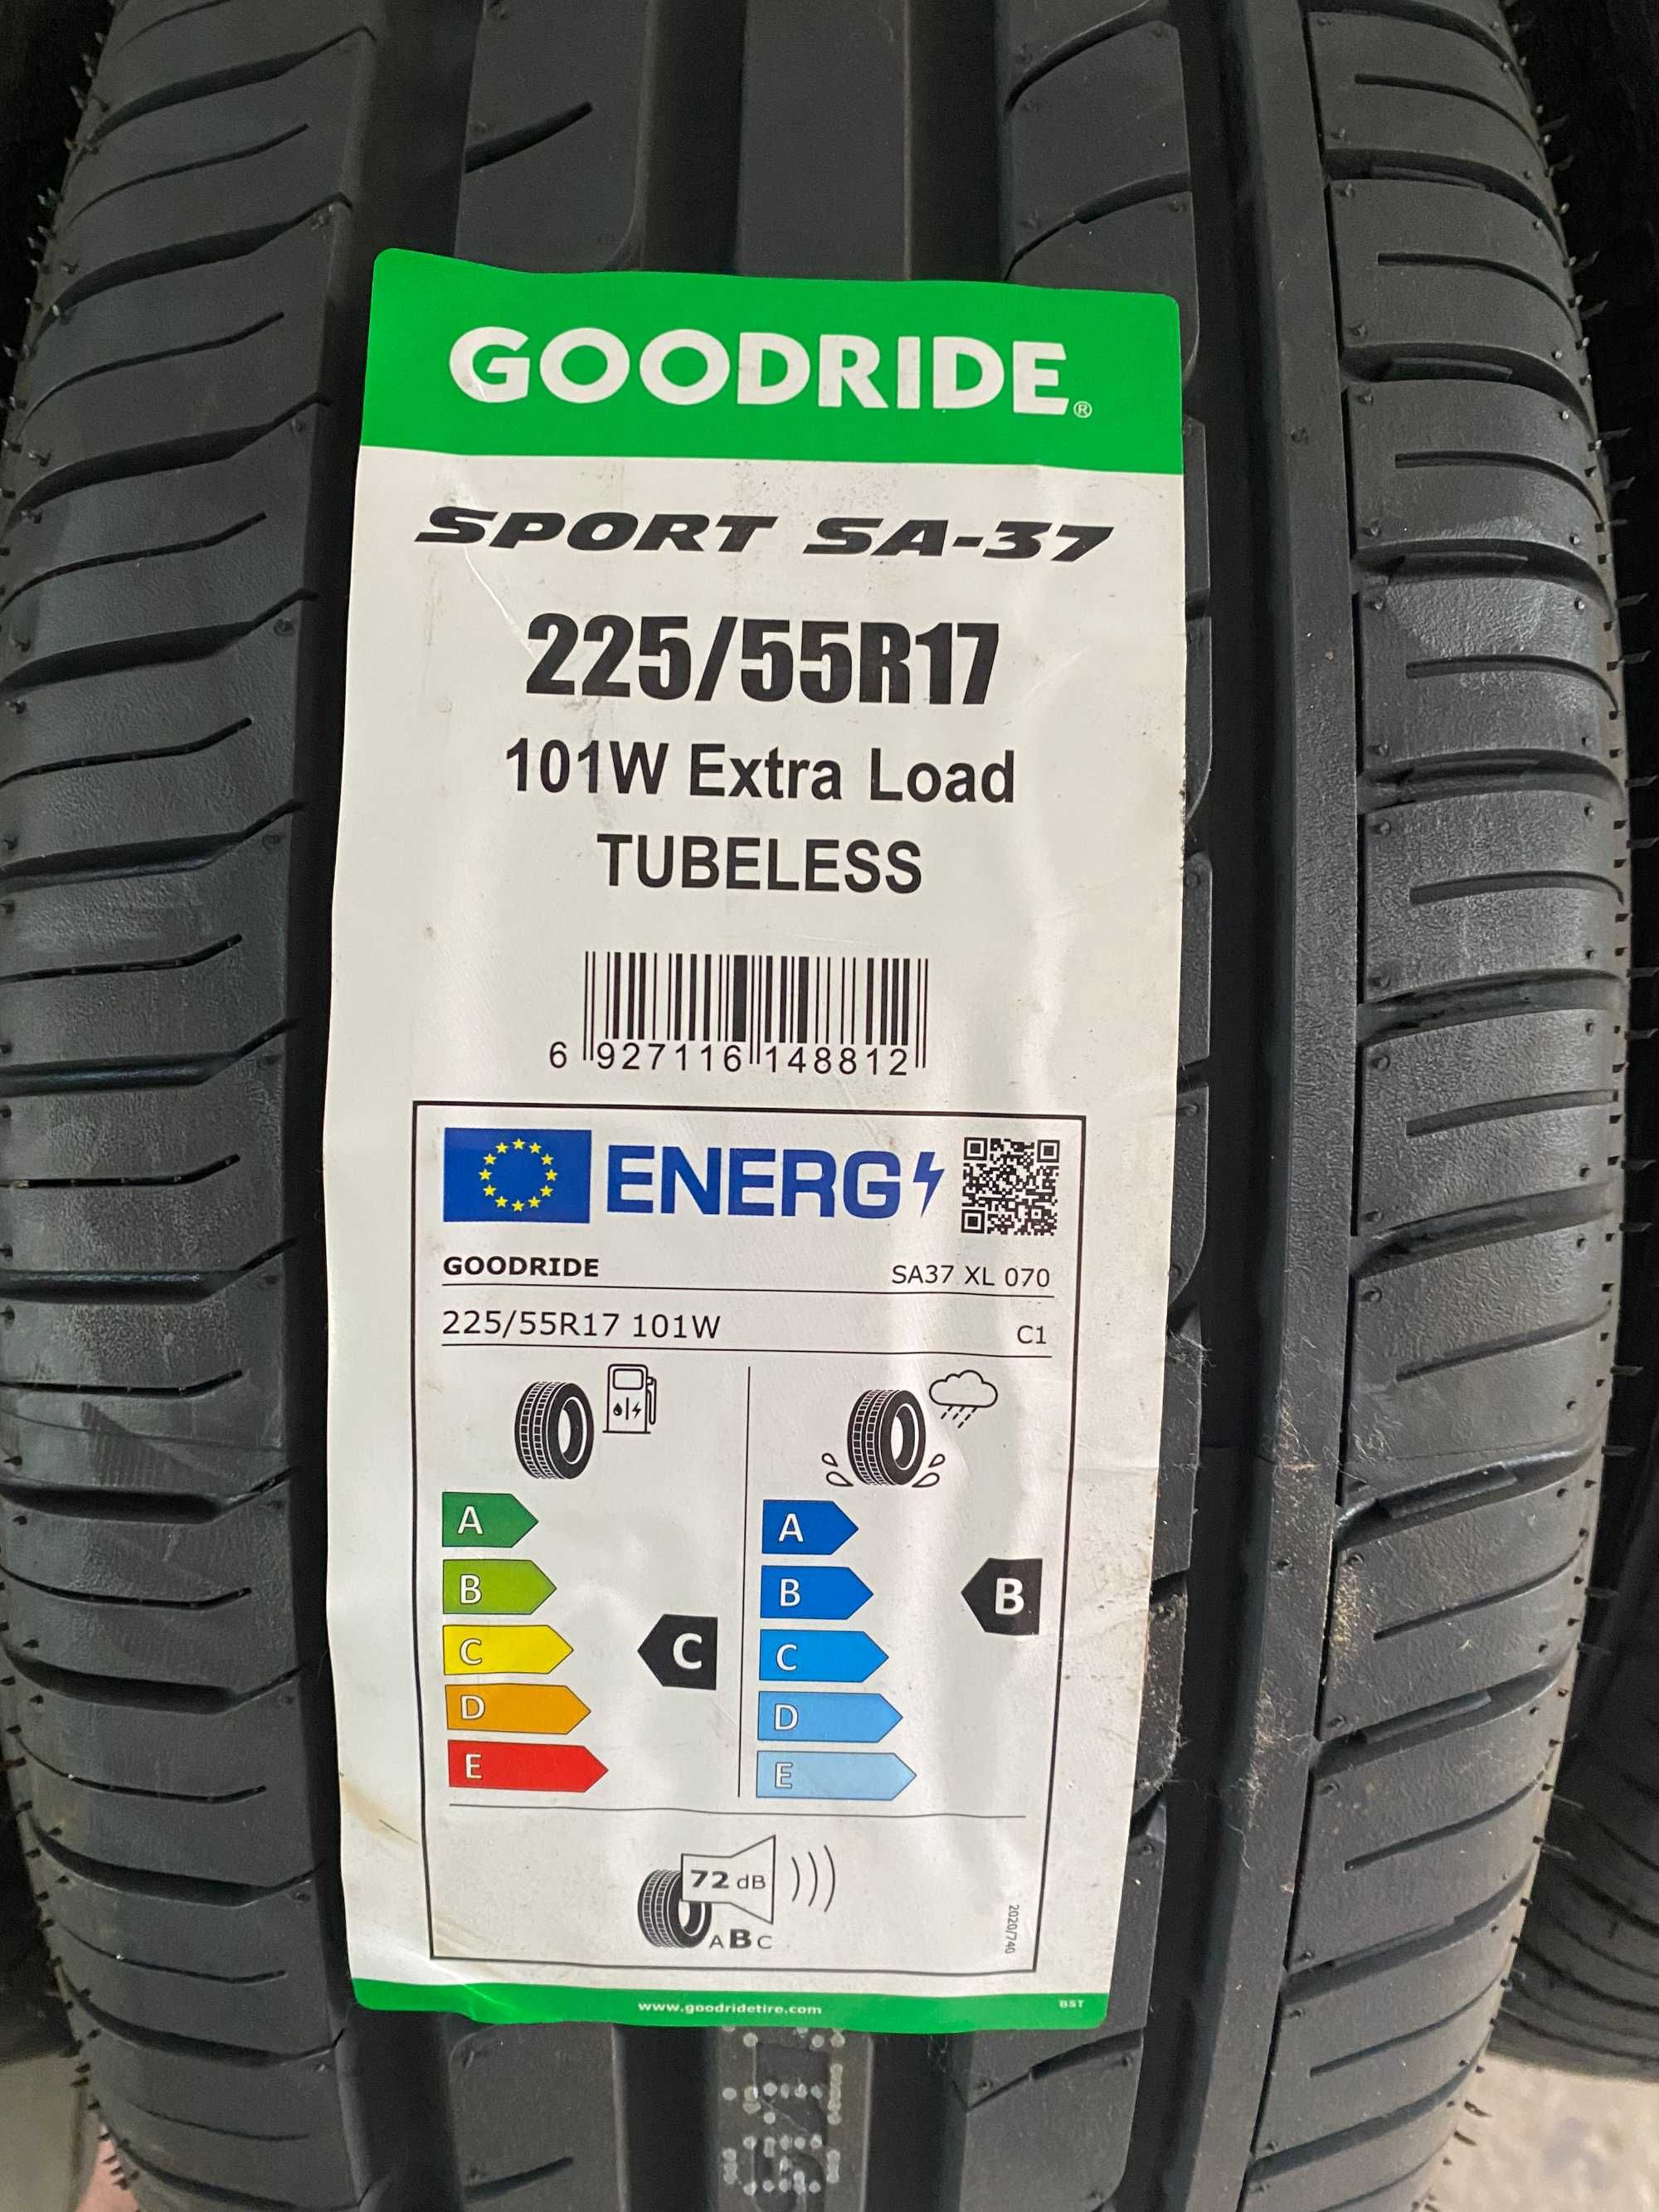 GOODRIDE®
SPORT SA-37
225/55R17
101W Extra Load
TUBELESS
6 927116 148812
ENERG
GOODRIDE SA37 XL 070
225/55R17 101W C1
A A
B B B
C C C
D D
E E
72 dB
ABC
2020/740
www.goodridetire.com BST